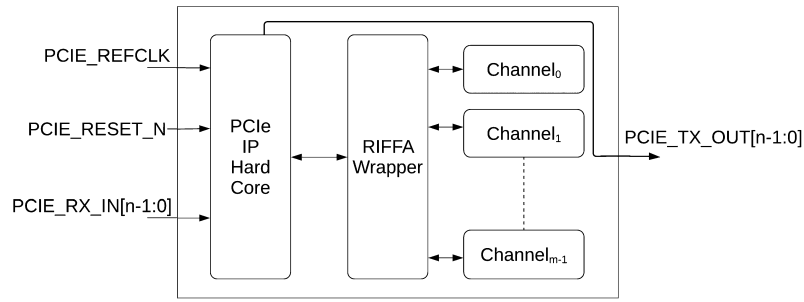 PCIE_REFCLK
PCIE_RESET_N
PCIE_RX_IN[n-1:0]
PCIe
IP
Hard
Core
RIFFA
Wrapper
Channel0
Channel1
Channelm-1
PCIE_TX_OUT[n-1:0]